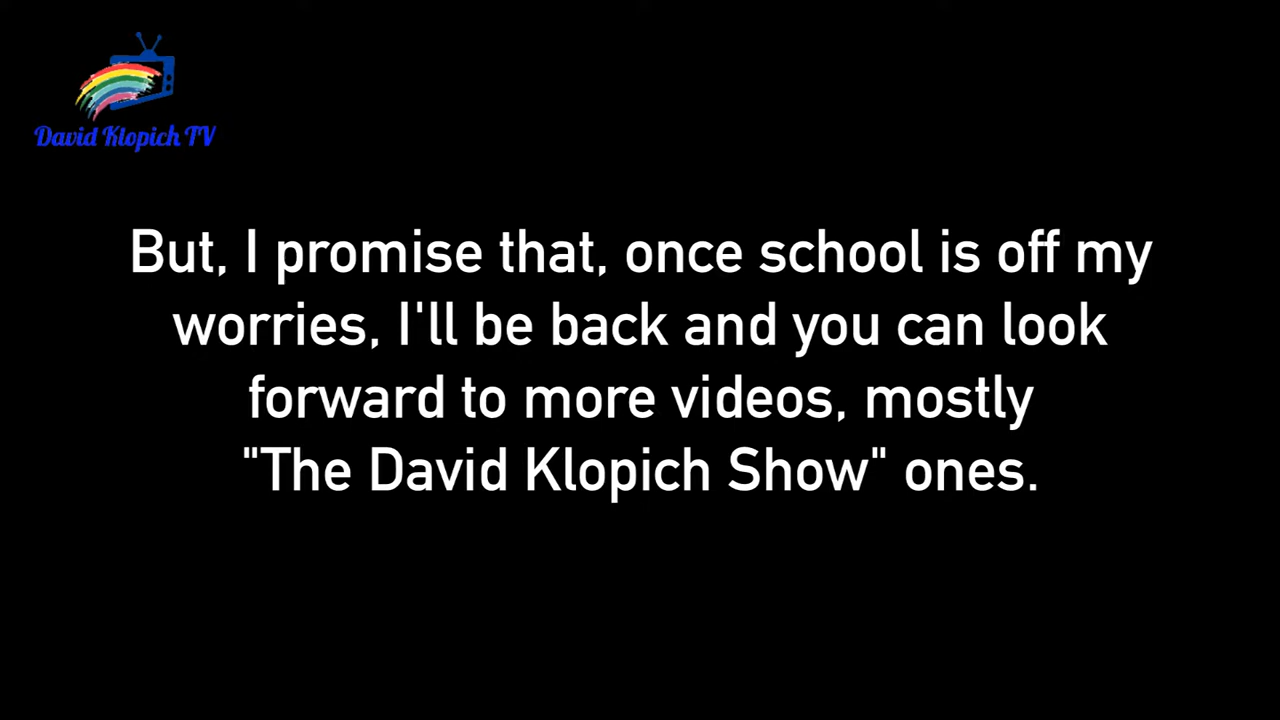 David Klopich TV
But, I promise that, once school is off my
worries, I'll be back and you can look
forward to more videos, mostly
"The David Klopich Show" ones.